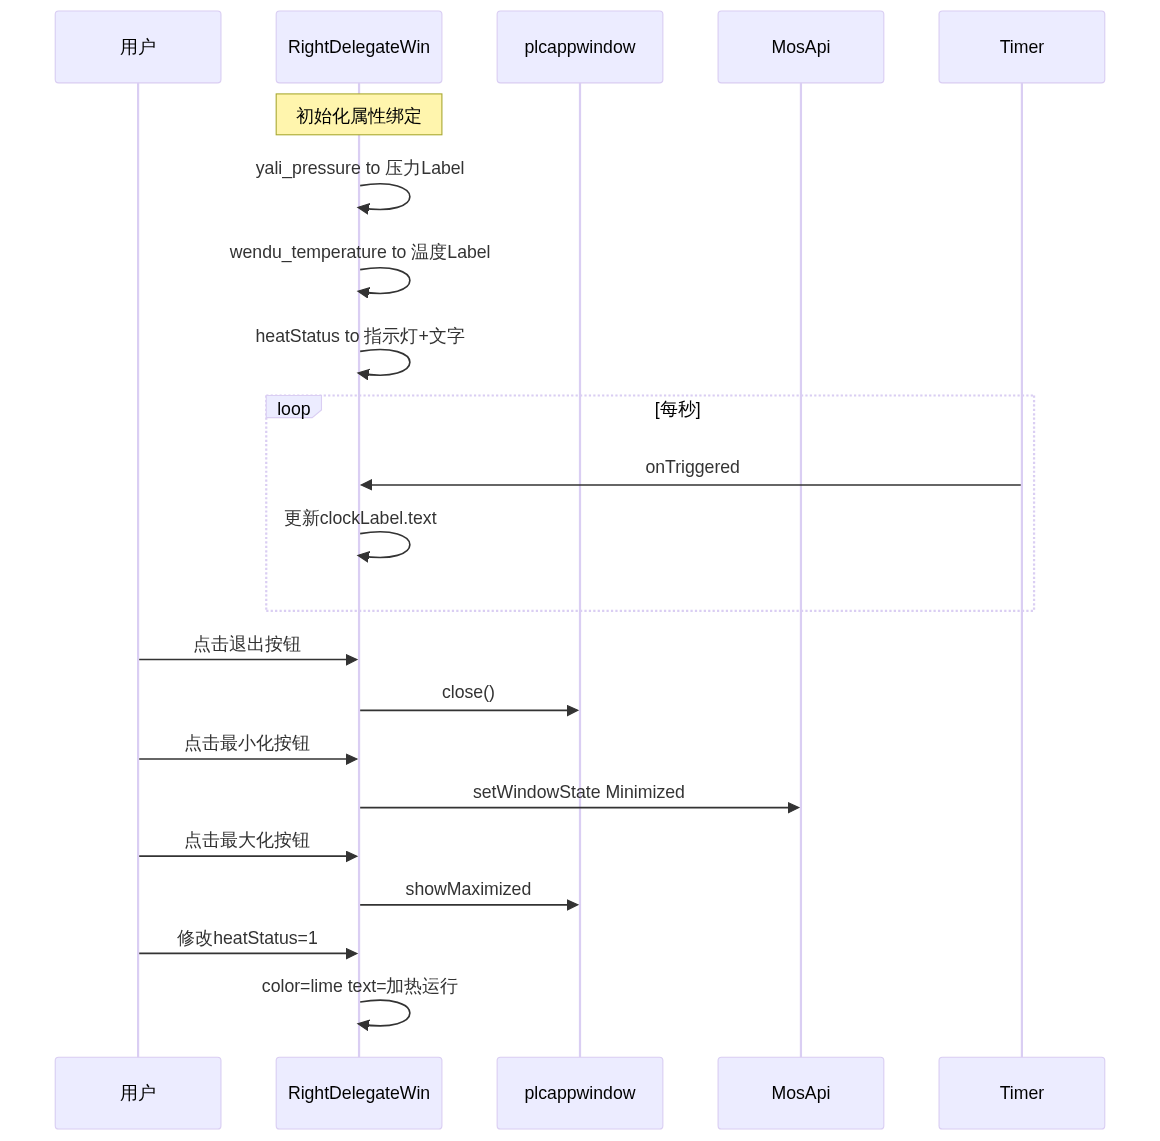 用户
RightDelegateWin
plcappwindow
MosApi
Timer
初始化属性绑定
yali_pressure to 压力Label
wendu_temperature to 温度Label
heatStatus to 指示灯+文字
loop
[每秒]
onTriggered
更新clockLabel.text
点击退出按钮
close()
点击最小化按钮
setWindowState Minimized
点击最大化按钮
showMaximized
修改heatStatus=1
color=lime text=加热运行
用户
RightDelegateWin
plcappwindow
MosApi
Timer